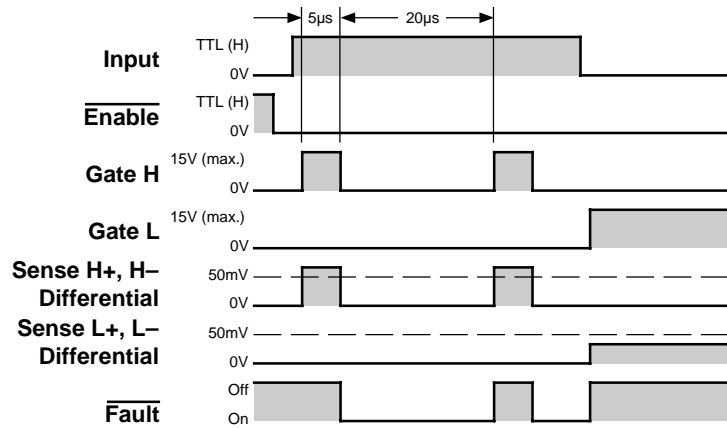 5µs
20µs
Input
TTL (H)
0V
Enable
TTL (H)
0V
Gate H
15V (max.)
0V
Gate L
15V (max.)
0V
Sense H+, H–
Differential
50mV
0V
Sense L+, L–
Differential
50mV
0V
Fault
Off
On